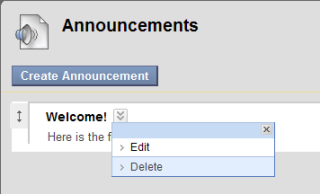 Announcements
Create Announcement
Welcome!
Here is the
Edit
Delete